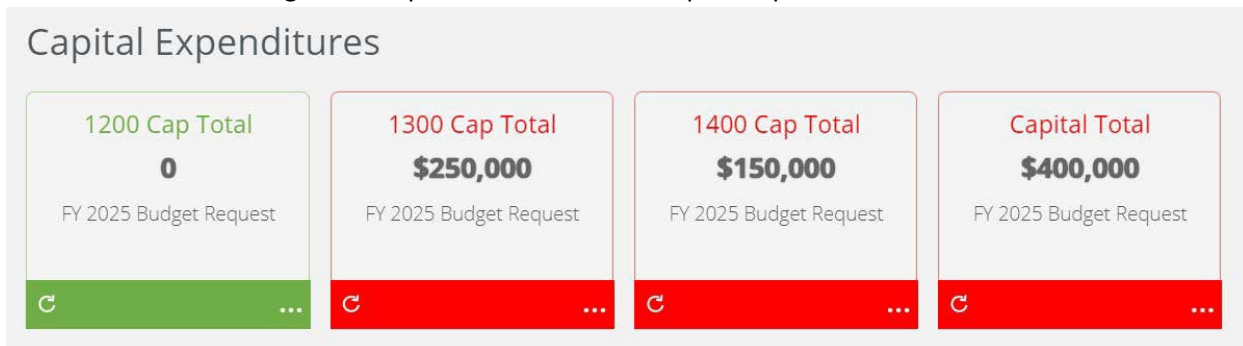 Capital Expenditures
1200 Cap Total
0
FY 2025 Budget Request
...
1300 Cap Total
$250,000
FY 2025 Budget Request
...
1400 Cap Total
$150,000
FY 2025 Budget Request
...
Capital Total
$400,000
FY 2025 Budget Request
...